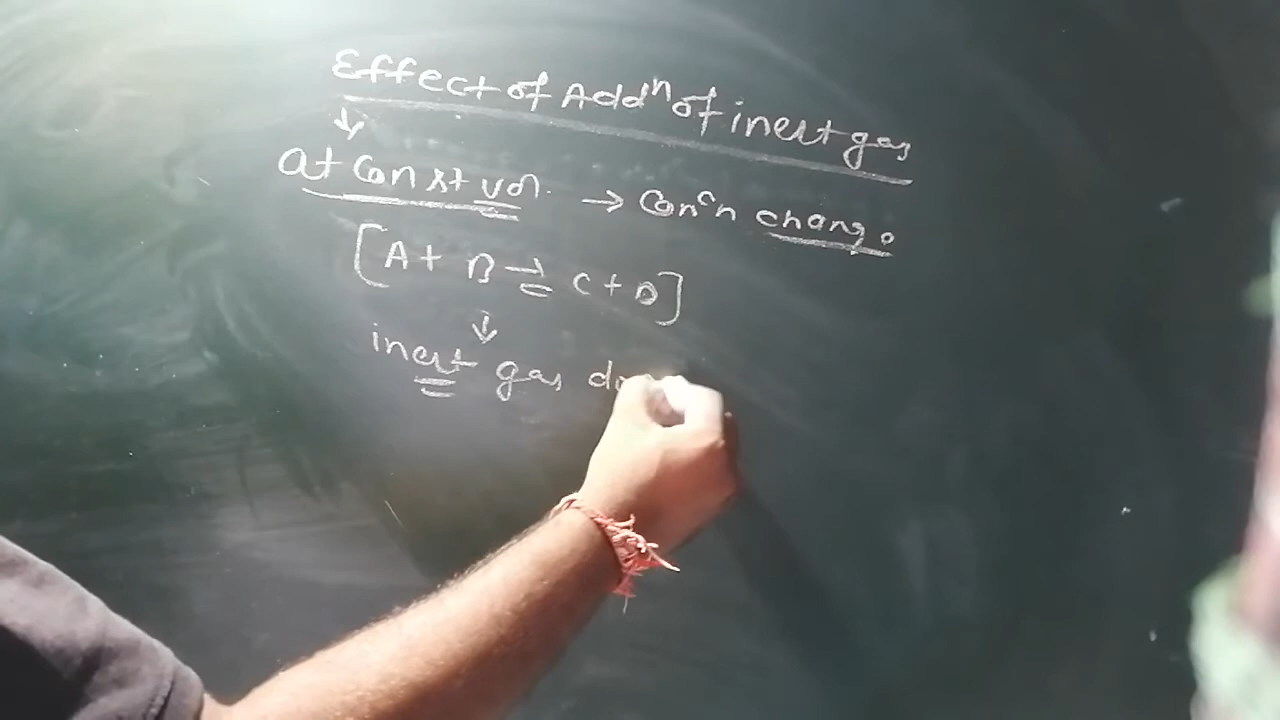 Effect of Addⁿ of inert gas
↓
at Const vol. → Conᶜn change
[A + B ⇌ C + D]
↓
inert gas